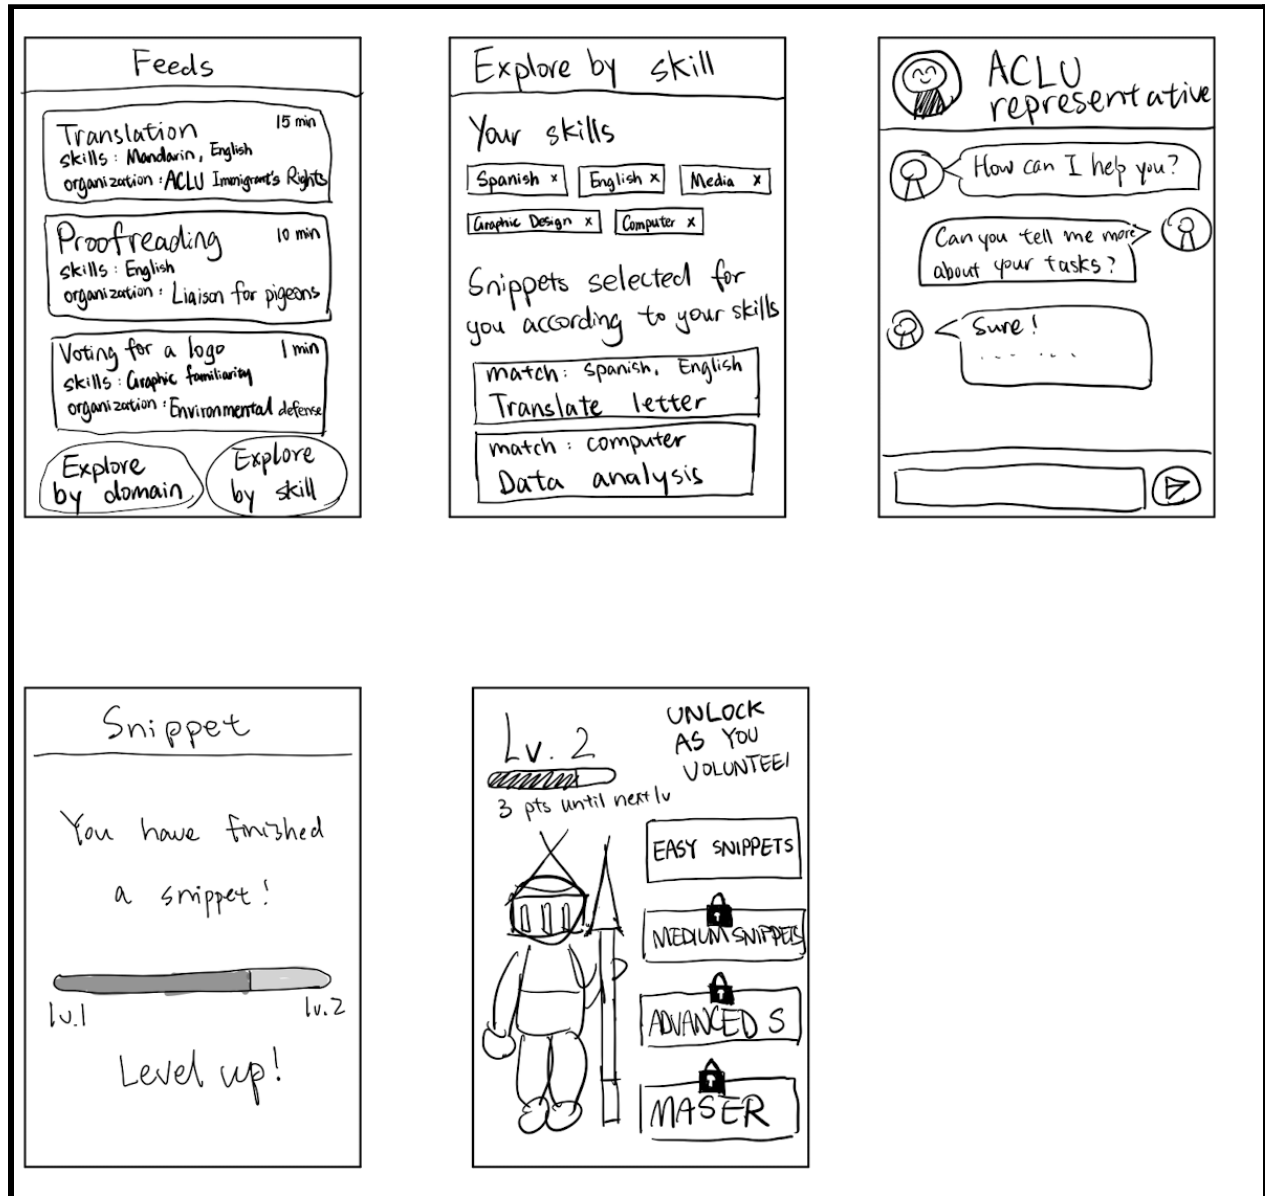 Feeds
Translation 15 min
skills : Mandarin, English
organization : ACLU Immigrant's Rights
Proofreading 10 min
skills : English
organization : Liaison for pigeons
Voting for a logo 1 min
skills : Graphic familiarity
organization : Environmental defense
Explore
by domain
Explore
by skill
Explore by skill
Your skills
Spanish x English x Media x
Graphic Design x Computer x
Snippets selected for
you according to your skills
match: Spanish, English
Translate letter
match : computer
Data analysis
ACLU
representative
How can I help you?
Can you tell me more
about your tasks?
Sure!
. . . . . . .
Snippet
You have finished
a snippet!
lv.1 lv.2
Level up!
Lv. 2
3 pts until next lv
UNLOCK
AS YOU
VOLUNTEE!
EASY SNIPPETS
MEDIUM SNIPPETS
ADVANCED S
MASER